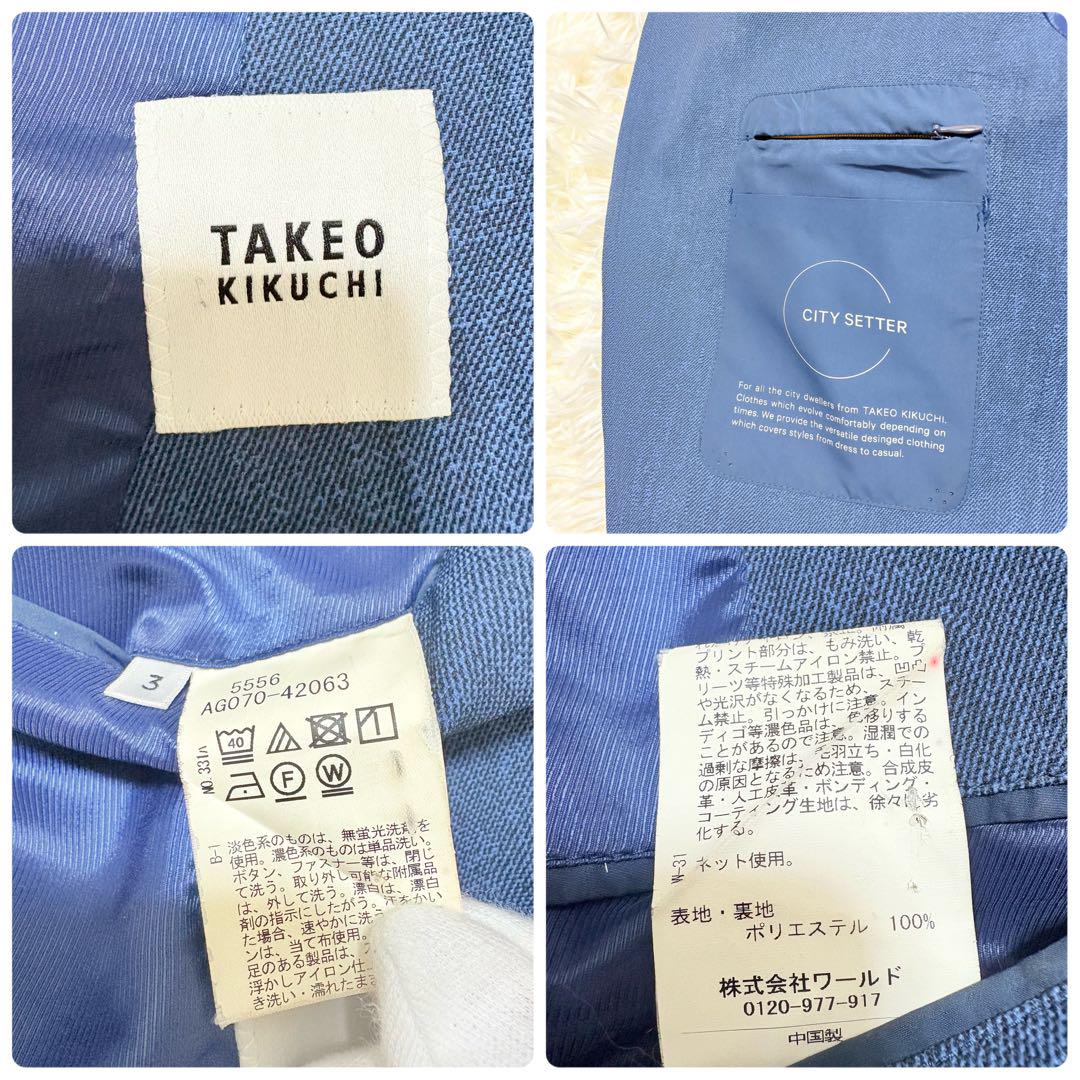 TAKEO
KIKUCHI
CITY SETTER
For all the city dwellers from TAKEO KIKUCHI.
Clothes which evolve comfortably depending on
times. We provide the versatile desinged clothing
which covers styles from dress to casual.
3
5556
AG070-42063
40
1
F
W
NO.331A
B-1
淡色系のものは、無蛍光洗剤を
使用。濃色系のものは単品洗い。
ボタン、ファスナー等は、閉じ
て洗う。取り外し可能な附属品
は、外して洗う。漂白は、漂白
剤の指示にしたがう。汗をかい
た場合、速やかに洗う
ンは、当て布使用。
足のある製品は、
浮かしアイロン仕
き洗い・濡れたまま
プリント部分は、もみ洗い、乾
熱・スチームアイロン禁止。プ
リーツ等特殊加工製品は、凹凸
や光沢がなくなるため、スチー
ム禁止。引っかけに注意。イン
ディゴ等濃色品は、色移りする
ことがあるので注意。湿潤での
過剰な摩擦は、毛羽立ち・白化
の原因となるため注意。合成皮
革・人工皮革・ボンディング・
コーティング生地は、徐々に劣
化する。
W-31
ネット使用。
表地・裏地
ポリエステル 100%
株式会社ワールド
0120-977-917
中国製